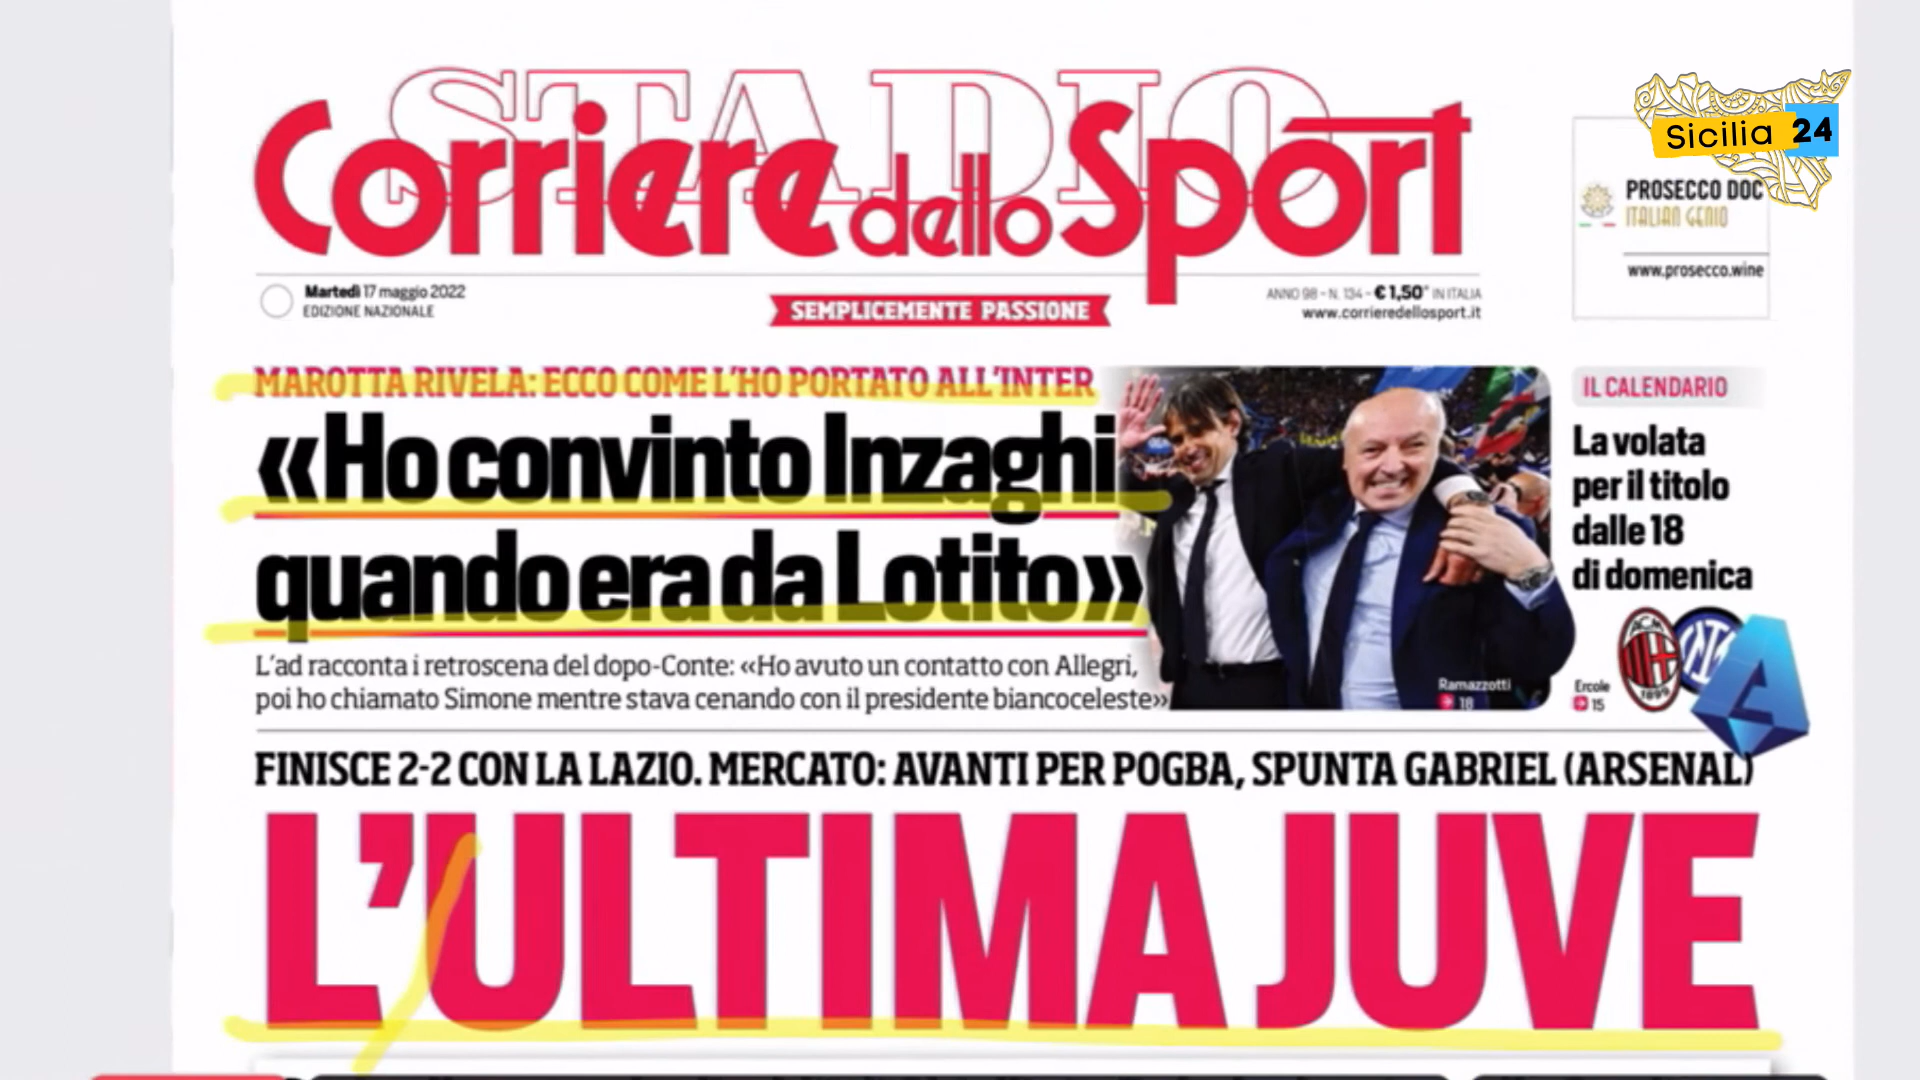 STADIO
Corriere dello Sport
Sicilia 24
PROSECCO DOC
ITALIAN GENIO
www.prosecco.wine
Martedì 17 maggio 2022
EDIZIONE NAZIONALE
SEMPLICEMENTE PASSIONE
ANNO 98 - N. 134 - € 1,50* IN ITALIA
www.corrieredellosport.it
MAROTTA RIVELA: ECCO COME L'HO PORTATO ALL'INTER
«Ho convinto Inzaghi
quando era da Lotito»
L'ad racconta i retroscena del dopo-Conte: «Ho avuto un contatto con Allegri,
poi ho chiamato Simone mentre stava cenando con il presidente biancoceleste»
Ramazzotti
18
IL CALENDARIO
La volata
per il titolo
dalle 18
di domenica
Ercole
15
ACM
1899
FINISCE 2-2 CON LA LAZIO. MERCATO: AVANTI PER POGBA, SPUNTA GABRIEL (ARSENAL)
L'ULTIMA JUVE